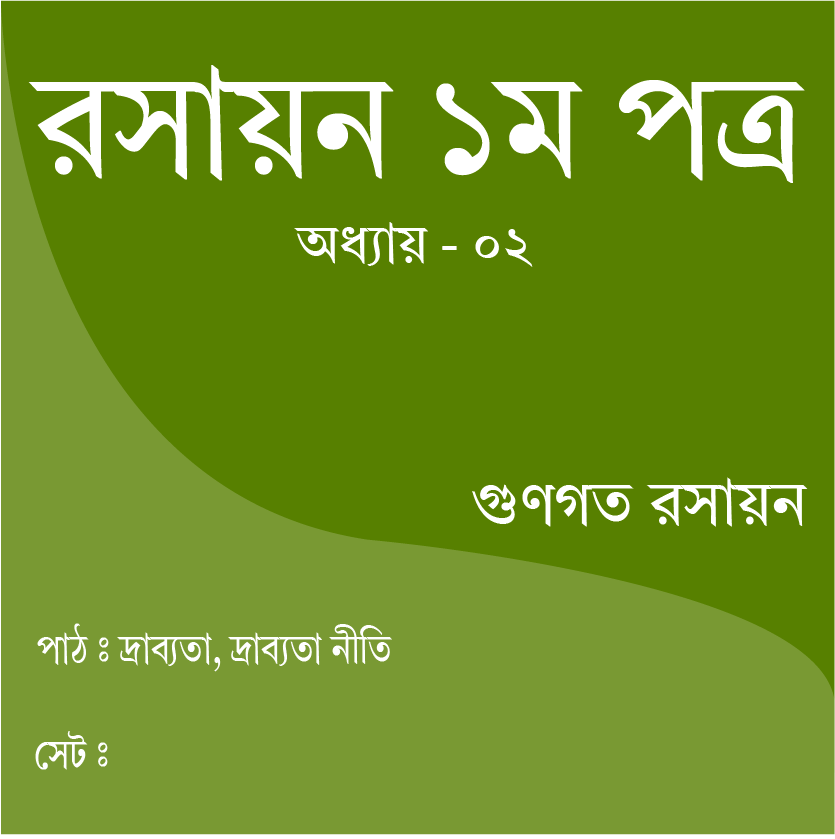 রসায়ন ১ম পত্র
অধ্যায় - ০২
গুণগত রসায়ন
পাঠ ঃ দ্রাব্যতা, দ্রাব্যতা নীতি
সেট ঃ